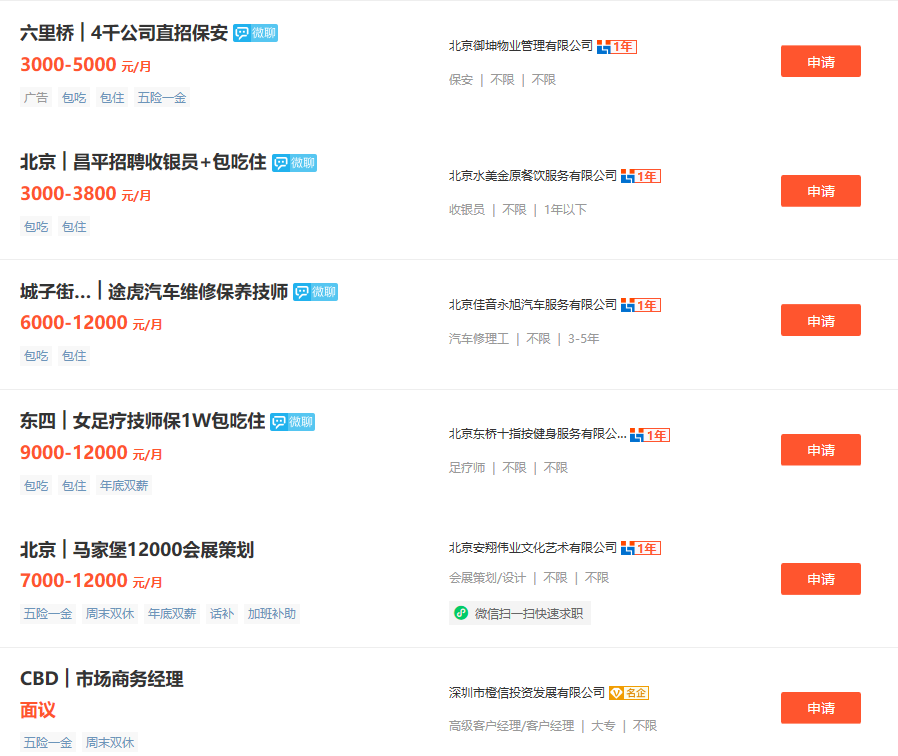 六里桥 | 4千公司直招保安 微聊
北京御坤物业管理有限公司 1年
3000-5000 元/月
申请
保安 | 不限 | 不限
广告 包吃 包住 五险一金
北京 | 昌平招聘收银员+包吃住 微聊
北京水美金原餐饮服务有限公司 1年
3000-3800 元/月
申请
收银员 | 不限 | 1年以下
包吃 包住
城子街... | 途虎汽车维修保养技师 微聊
北京佳音永旭汽车服务有限公司 1年
6000-12000 元/月
申请
汽车修理工 | 不限 | 3-5年
包吃 包住
东四 | 女足疗技师保1W包吃住 微聊
北京东桥十指按健身服务有限公... 1年
9000-12000 元/月
申请
足疗师 | 不限 | 不限
包吃 包住 年底双薪
北京 | 马家堡12000会展策划
北京安翔伟业文化艺术有限公司 1年
7000-12000 元/月
申请
会展策划/设计 | 不限 | 不限
五险一金 周末双休 年底双薪 话补 加班补助
微信扫一扫快速求职
CBD | 市场商务经理
深圳市橙信投资发展有限公司 名企
面议
申请
高级客户经理/客户经理 | 大专 | 不限
五险一金 周末双休